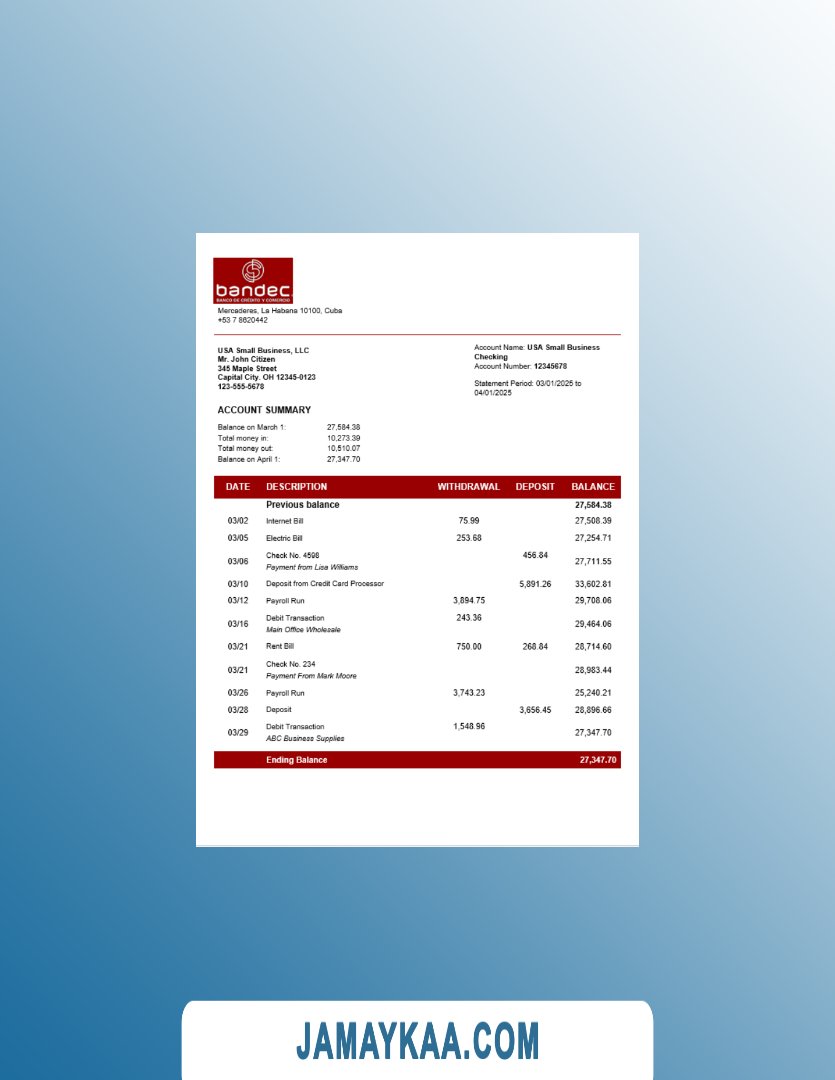 bandec
BANCO DE CRÉDITO Y COMERCIO
Mercaderes, La Habana 10100, Cuba
+53 7 8620442
USA Small Business, LLC
Mr. John Citizen
345 Maple Street
Capital City. OH 12345-0123
123-555-5678
Account Name: USA Small Business
Checking
Account Number: 12345678
Statement Period: 03/01/2025 to
04/01/2025
ACCOUNT SUMMARY
Balance on March 1: 27,584.38
Total money in: 10,273.39
Total money out: 10,510.07
Balance on April 1: 27,347.70
DATE DESCRIPTION WITHDRAWAL DEPOSIT BALANCE
Previous balance 27,584.38
03/02 Internet Bill 75.99 27,508.39
03/05 Electric Bill 253.68 27,254.71
03/06 Check No. 4598 456.84 27,711.55
Payment from Lisa Williams
03/10 Deposit from Credit Card Processor 5,891.26 33,602.81
03/12 Payroll Run 3,894.75 29,708.06
03/16 Debit Transaction 243.36 29,464.06
Main Office Wholesale
03/21 Rent Bill 750.00 268.84 28,714.60
03/21 Check No. 234 28,983.44
Payment From Mark Moore
03/26 Payroll Run 3,743.23 25,240.21
03/28 Deposit 3,656.45 28,896.66
03/29 Debit Transaction 1,548.96 27,347.70
ABC Business Supplies
Ending Balance 27,347.70
JAMAYKAA.COM